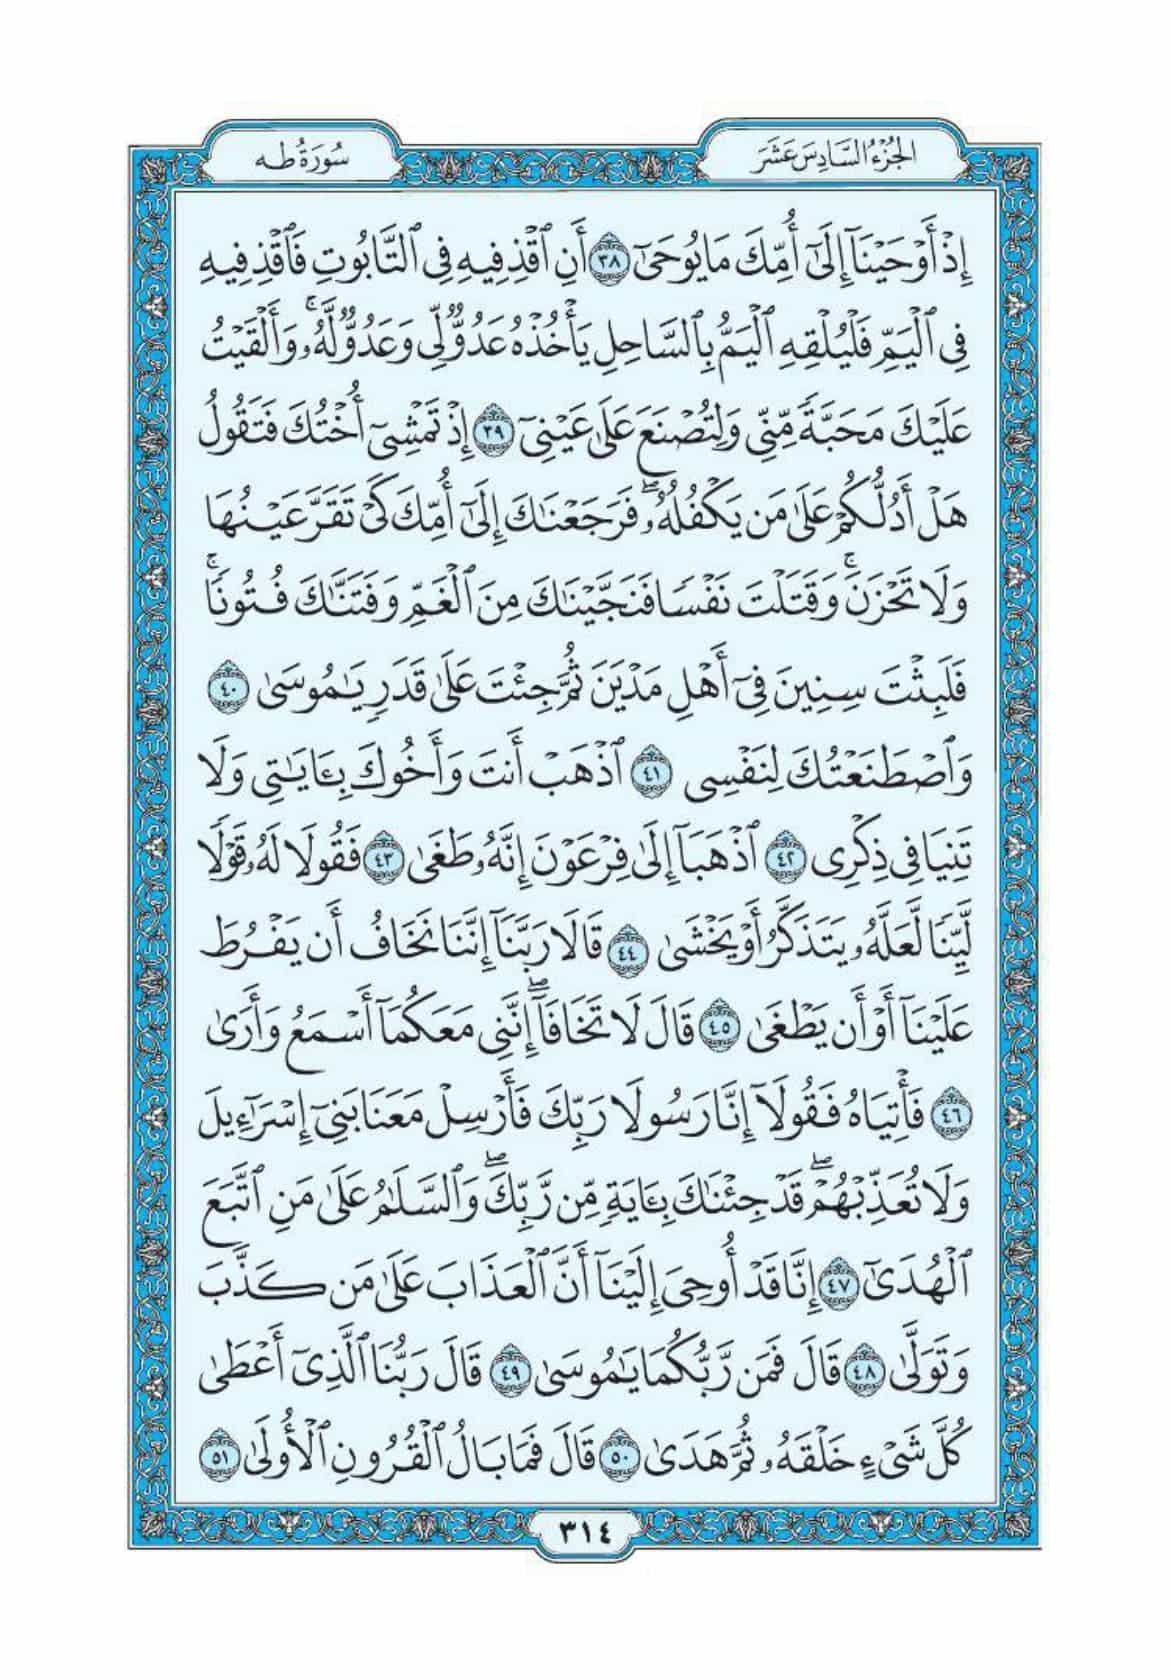 الجُزْءُ السَّادِسَ عَشَرَ
سُورَةُ طه
إِذْ أَوْحَيْنَآ إِلَىٰٓ أُمِّكَ مَا يُوحَىٰٓ ٣٨ أَنِ ٱقْذِفِيهِ فِى ٱلتَّابُوتِ فَٱقْذِفِيهِ
فِى ٱلْيَمِّ فَلْيُلْقِهِ ٱلْيَمُّ بِٱلسَّاحِلِ يَأْخُذْهُ عَدُوٌّ لِّى وَعَدُوٌّ لَّهُۥ ۚ وَأَلْقَيْتُ
عَلَيْكَ مَحَبَّةً مِّنِّى وَلِتُصْنَعَ عَلَىٰ عَيْنِىٓ ٣٩ إِذْ تَمْشِىٓ أُخْتُكَ فَتَقُولُ
هَلْ أَدُلُّكُمْ عَلَىٰ مَن يَكْفُلُهُۥ ۖ فَرَجَعْنَٰكَ إِلَىٰٓ أُمِّكَ كَىْ تَقَرَّ عَيْنُهَا
وَلَا تَحْزَنَ ۚ وَقَتَلْتَ نَفْسًا فَنَجَّيْنَٰكَ مِنَ ٱلْغَمِّ وَفَتَنَّٰكَ فُتُونًا ۚ
فَلَبِثْتَ سِنِينَ فِىٓ أَهْلِ مَدْيَنَ ثُمَّ جِئْتَ عَلَىٰ قَدَرٍ يَٰمُوسَىٰ ٤٠
وَٱصْطَنَعْتُكَ لِنَفْسِى ٤١ ٱذْهَبْ أَنتَ وَأَخُوكَ بِـَٔايَٰتِى وَلَا
تَنِيَا فِى ذِكْرِى ٤٢ ٱذْهَبَآ إِلَىٰ فِرْعَوْنَ إِنَّهُۥ طَغَىٰ ٤٣ فَقُولَا لَهُۥ قَوْلًا
لَّيِّنًا لَّعَلَّهُۥ يَتَذَكَّرُ أَوْ يَخْشَىٰ ٤٤ قَالَا رَبَّنَآ إِنَّنَا نَخَافُ أَن يَفْرُطَ
عَلَيْنَآ أَوْ أَن يَطْغَىٰ ٤٥ قَالَ لَا تَخَافَآ ۖ إِنَّنِى مَعَكُمَآ أَسْمَعُ وَأَرَىٰ
٤٦ فَأْتِيَاهُ فَقُولَآ إِنَّا رَسُولَا رَبِّكَ فَأَرْسِلْ مَعَنَا بَنِىٓ إِسْرَٰٓءِيلَ
وَلَا تُعَذِّبْهُمْ ۖ قَدْ جِئْنَٰكَ بِـَٔايَةٍ مِّن رَّبِّكَ ۖ وَٱلسَّلَٰمُ عَلَىٰ مَنِ ٱتَّبَعَ
ٱلْهُدَىٰٓ ٤٧ إِنَّا قَدْ أُوحِىَ إِلَيْنَآ أَنَّ ٱلْعَذَابَ عَلَىٰ مَن كَذَّبَ
وَتَوَلَّىٰ ٤٨ قَالَ فَمَن رَّبُّكُمَا يَٰمُوسَىٰ ٤٩ قَالَ رَبُّنَا ٱلَّذِىٓ أَعْطَىٰ
كُلَّ شَىْءٍ خَلْقَهُۥ ثُمَّ هَدَىٰ ٥٠ قَالَ فَمَا بَالُ ٱلْقُرُونِ ٱلْأُولَىٰ ٥١
٣١٤